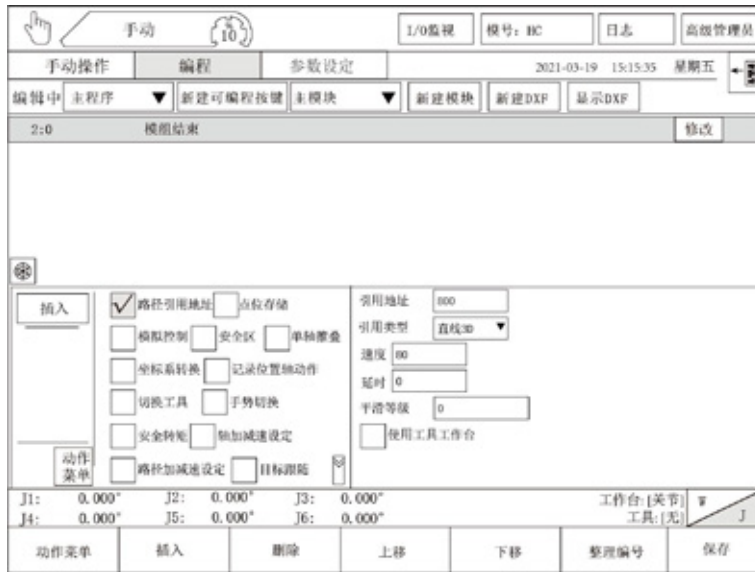 手动 10 I/O监视 模号：HC 日志 高级管理员
手动操作 编程 参数设定 2021-03-19 15:15:35 星期五
编辑中 主程序 新建可编程按键 主模块 新建模块 新建DXF 显示DXF
2:0 模组结束 修改
插入 路径引用地址 点位存储 引用地址 800
模拟控制 安全区 单轴堆叠 引用类型 直线3D
坐标系转换 记录位置轴动作 速度 80
延时 0
切换工具 手势切换 平滑等级 0
安全转矩 轴加减速设定 使用工具工作台
动作菜单 路径加减速设定 目标跟随
J1: 0.000° J2: 0.000° J3: 0.000° 工作台:[关节] W
J4: 0.000° J5: 0.000° J6: 0.000° 工具:[无] J
动作菜单 插入 删除 上移 下移 整理编号 保存